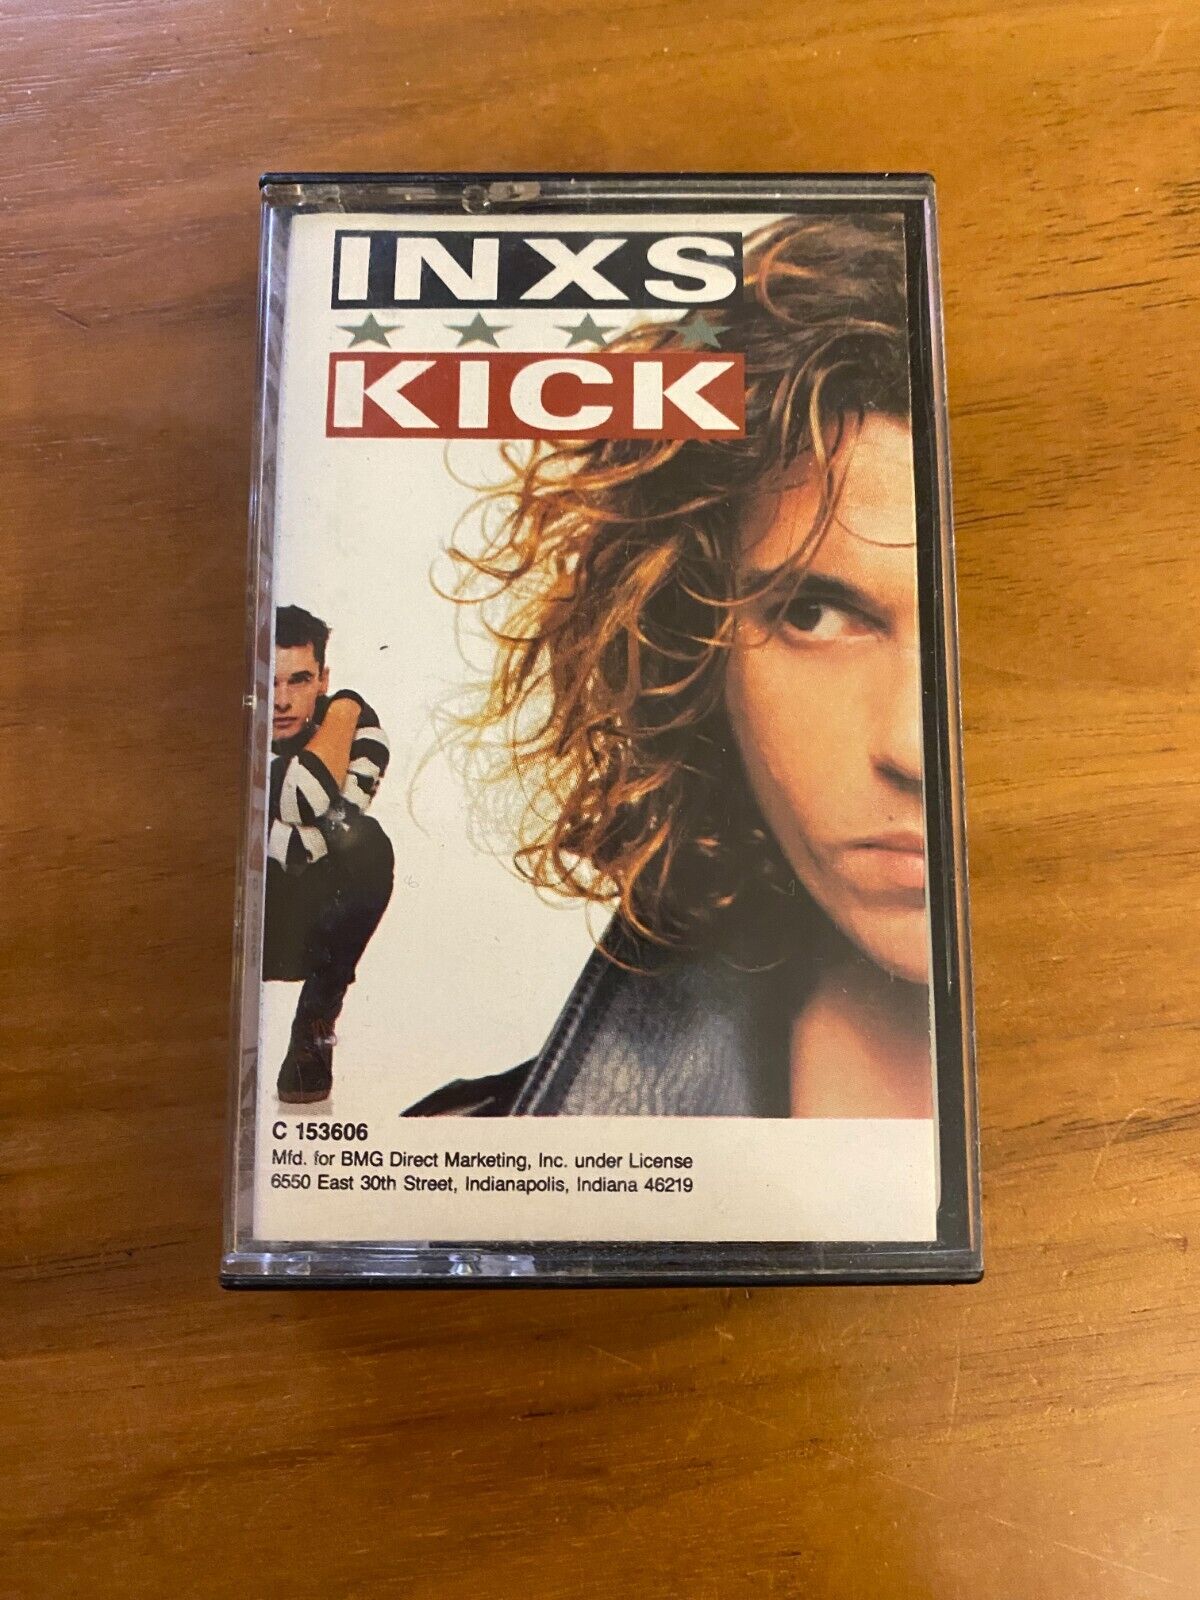 INXS
KICK
C 153606
Mfd. for BMG Direct Marketing, Inc. under License
6550 East 30th Street, Indianapolis, Indiana 46219